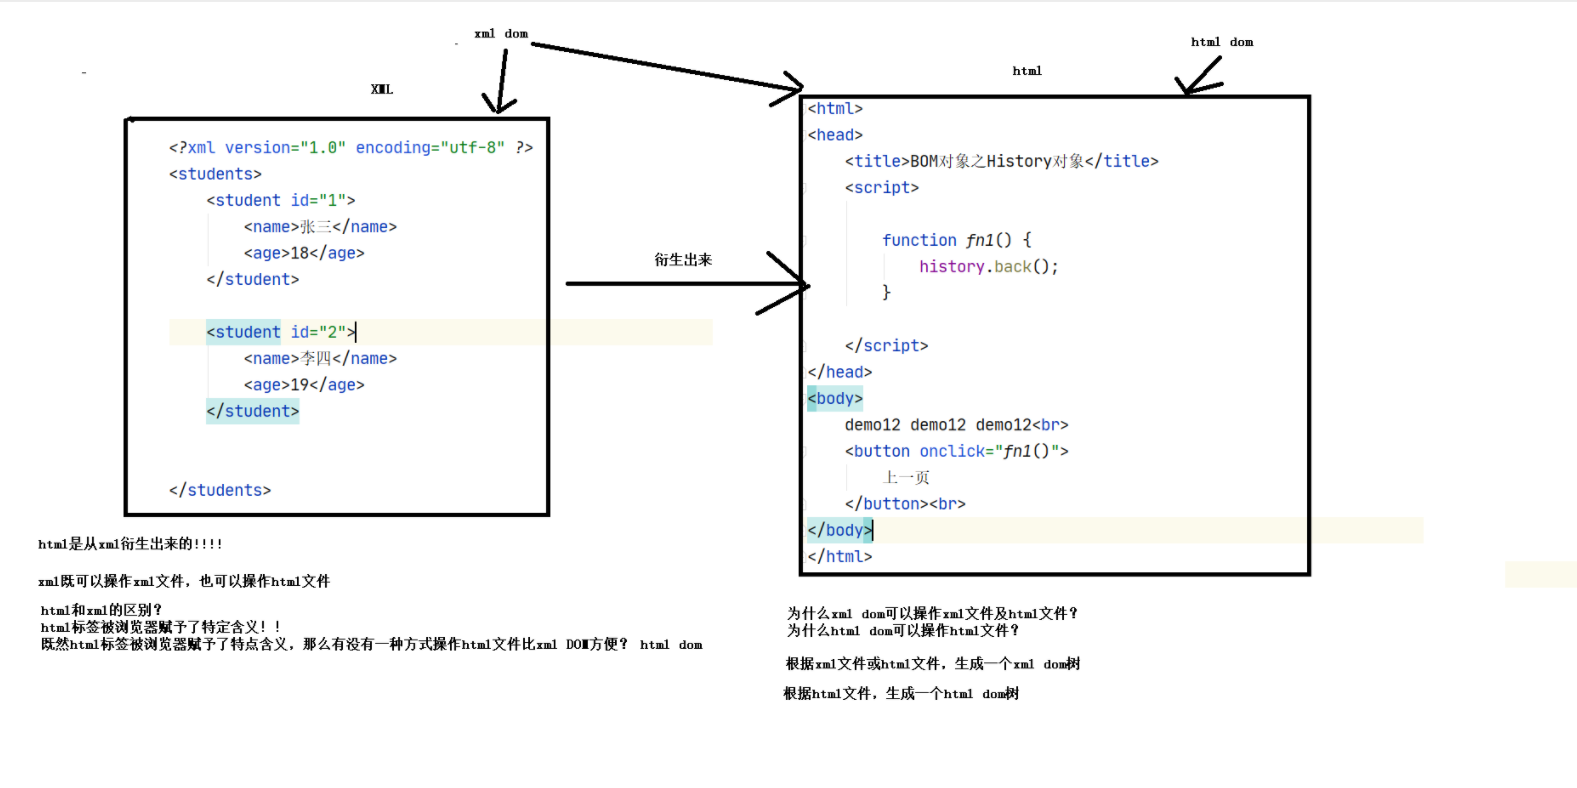 xml dom
XML
<?xml version="1.0" encoding="utf-8" ?>
<students>
<student id="1">
<name>张三</name>
<age>18</age>
</student>
<student id="2">
<name>李四</name>
<age>19</age>
</student>
</students>
衍生出来
html dom
html
<html>
<head>
<title>BOM对象之History对象</title>
<script>
function fn1() {
history.back();
}
</script>
</head>
<body>
demo12 demo12 demo12<br>
<button onclick="fn1()">
上一页
</button><br>
</body>
</html>
html是从xml衍生出来的!!!!
xml既可以操作xml文件，也可以操作html文件
html和xml的区别？
html标签被浏览器赋予了特定含义！！
既然html标签被浏览器赋予了特点含义，那么有没有一种方式操作html文件比xml DOM方便？ html dom
为什么xml dom可以操作xml文件及html文件？
为什么html dom可以操作html文件？
根据xml文件或html文件，生成一个xml dom树
根据html文件，生成一个html dom树